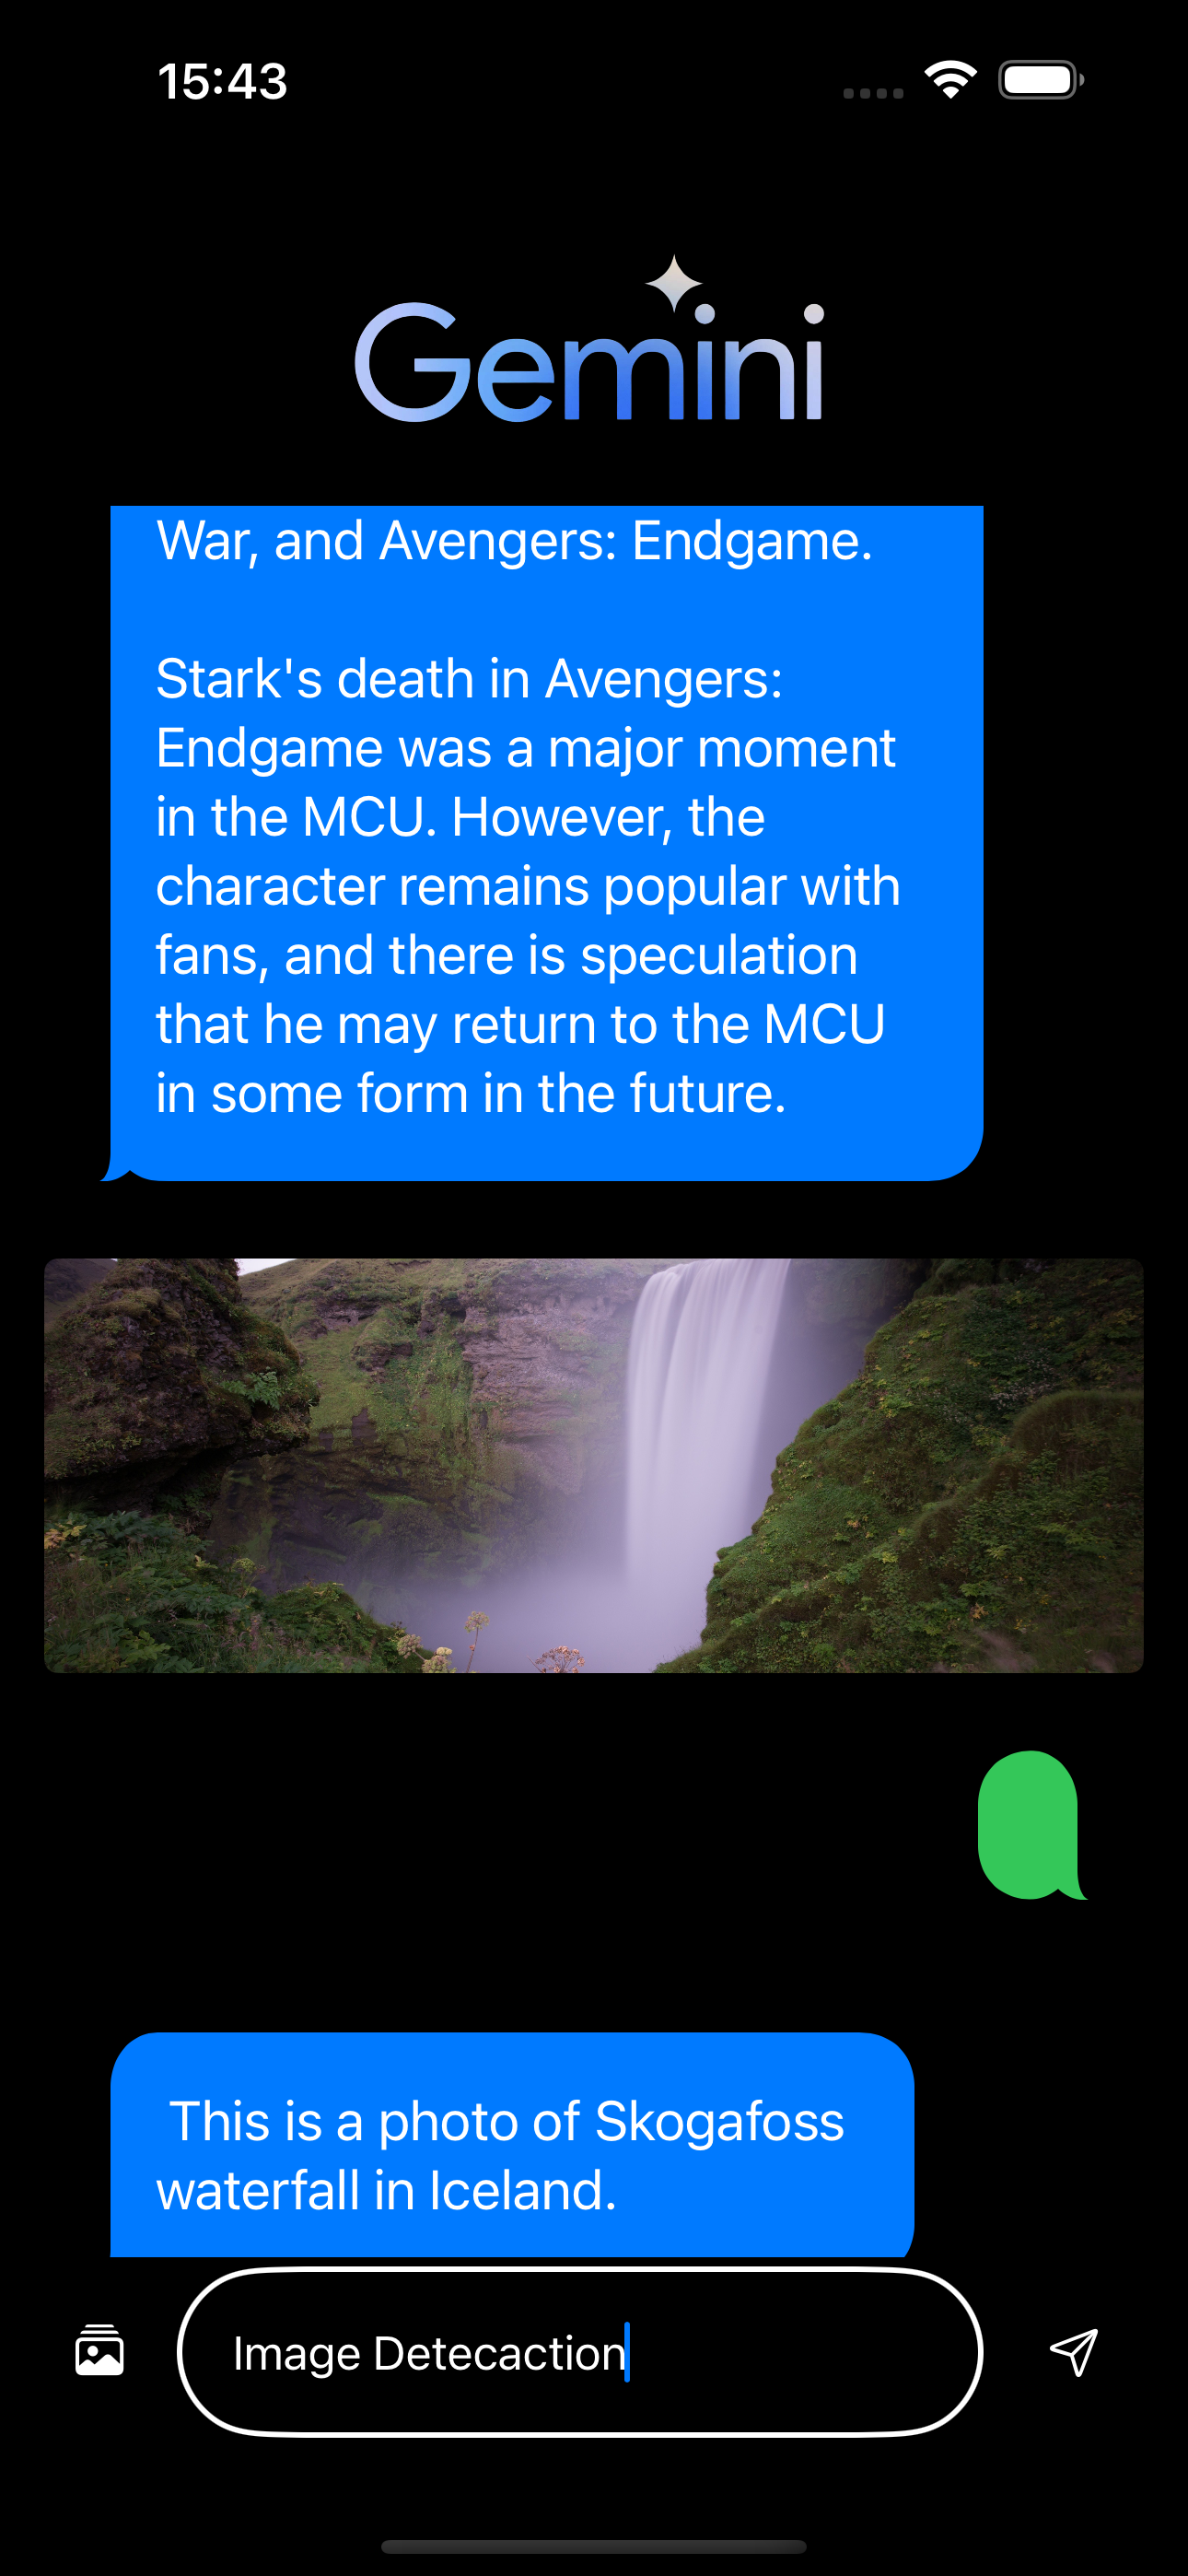 15:43
Gemini
War, and Avengers: Endgame.
Stark's death in Avengers:
Endgame was a major moment
in the MCU. However, the
character remains popular with
fans, and there is speculation
that he may return to the MCU
in some form in the future.
This is a photo of Skogafoss
waterfall in Iceland.
Image Detecaction